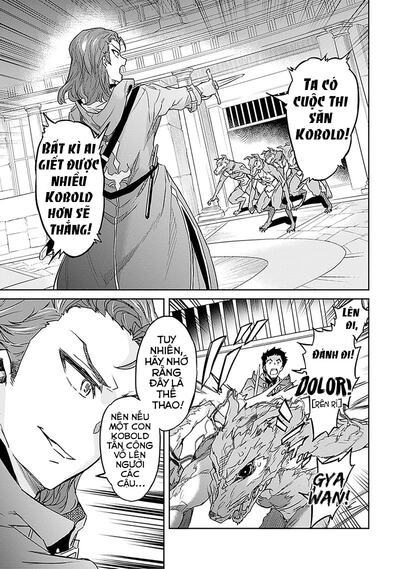 TA CÓ
CUỘC THI
SĂN
KOBOLD!
BẤT KÌ AI
GIẾT ĐƯỢC
NHIỀU
KOBOLD
HƠN SẼ
THẮNG!
LÊN
ĐI,
ĐÁNH ĐI!
DOLOR!
[RÊN RỈ]
GYA
WAN!
TUY
NHIÊN,
HÃY NHỚ
RẰNG
ĐÂY LÀ
THỂ
THAO!
NÊN NẾU
MỘT CON
KOBOLD
TẤN CÔNG
VÔ LÊN
NGƯỜI CÁC
CẬU...